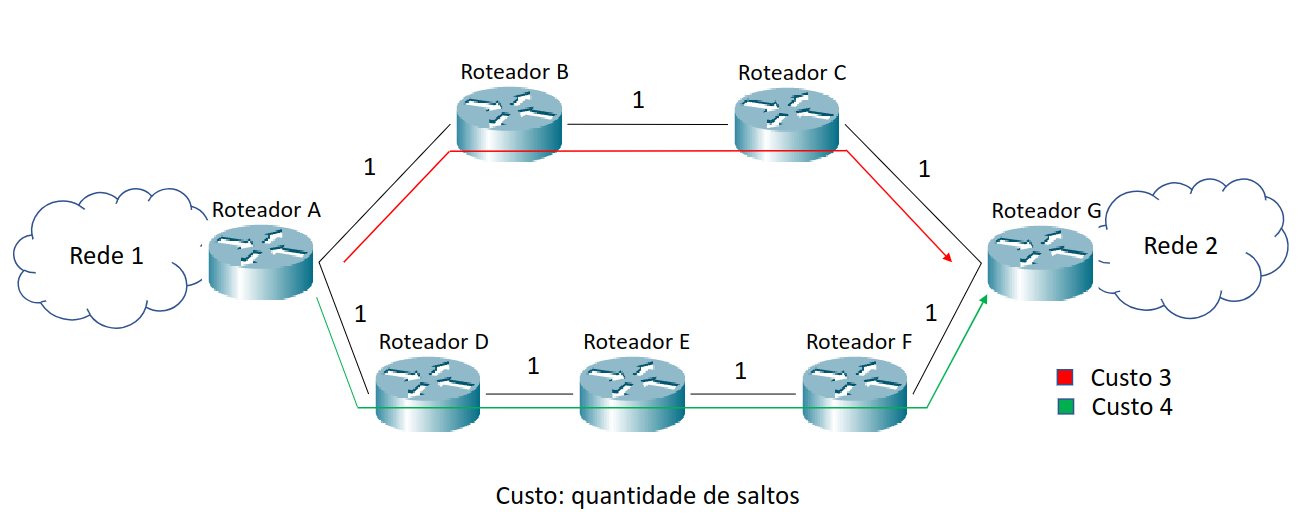 Roteador B
Roteador C
1
1
1
Roteador A
Roteador G
Rede 1
Rede 2
1
1
Roteador D
Roteador E
Roteador F
1
1
Custo 3
Custo 4
Custo: quantidade de saltos